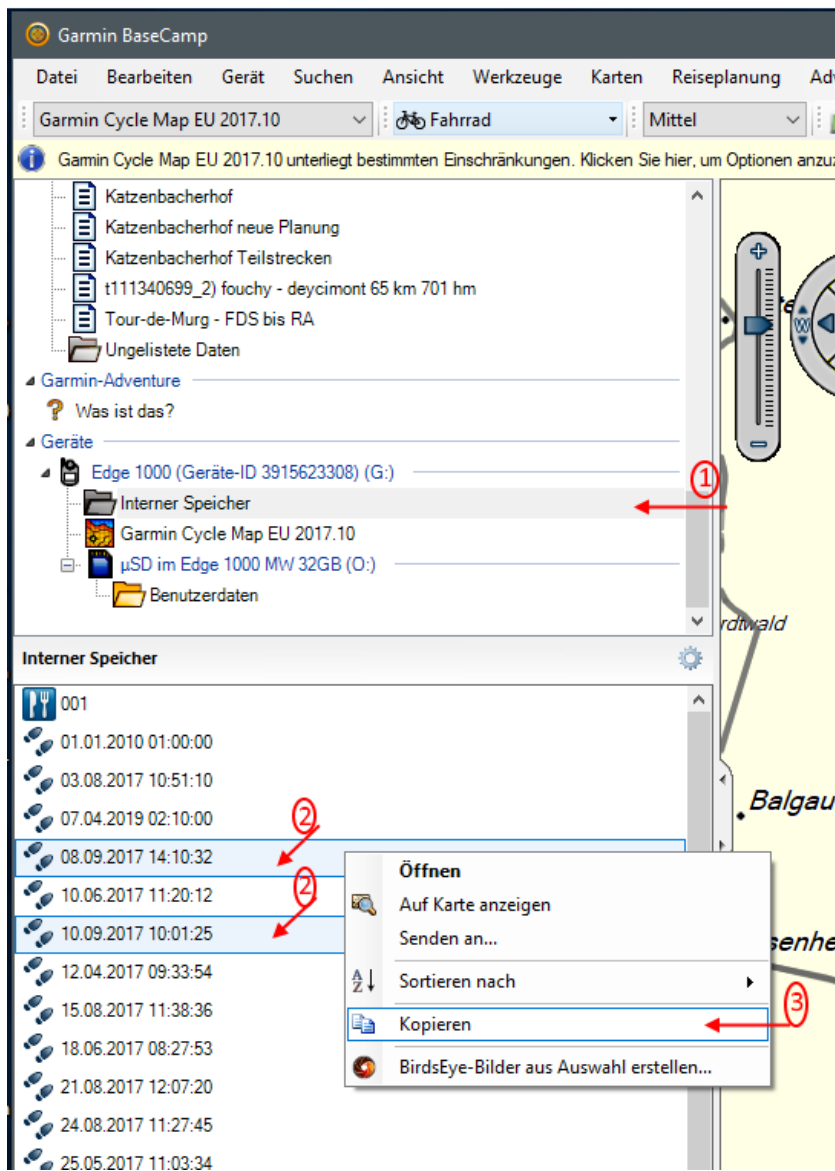 Garmin BaseCamp
Datei Bearbeiten Gerät Suchen Ansicht Werkzeuge Karten Reiseplanung Adv
Garmin Cycle Map EU 2017.10 Fahrrad Mittel
Garmin Cycle Map EU 2017.10 unterliegt bestimmten Einschränkungen. Klicken Sie hier, um Optionen anzuz
Katzenbacherhof
Katzenbacherhof neue Planung
Katzenbacherhof Teilstrecken
t111340699_2) fouchy - deycimont 65 km 701 hm
Tour-de-Murg - FDS bis RA
Ungelistete Daten
Garmin-Adventure
Was ist das?
Geräte
Edge 1000 (Geräte-ID 3915623308) (G:)
1
Interner Speicher
Garmin Cycle Map EU 2017.10
µSD im Edge 1000 MW 32GB (O:)
Benutzerdaten
W
rdtwald
Interner Speicher
001
01.01.2010 01:00:00
03.08.2017 10:51:10
07.04.2019 02:10:00
2
08.09.2017 14:10:32
10.06.2017 11:20:12
2
10.09.2017 10:01:25
12.04.2017 09:33:54
15.08.2017 11:38:36
18.06.2017 08:27:53
21.08.2017 12:07:20
24.08.2017 11:27:45
25.05.2017 11:03:34
Öffnen
Auf Karte anzeigen
Senden an...
Sortieren nach
Kopieren
3
BirdsEye-Bilder aus Auswahl erstellen...
Balgau
senhe